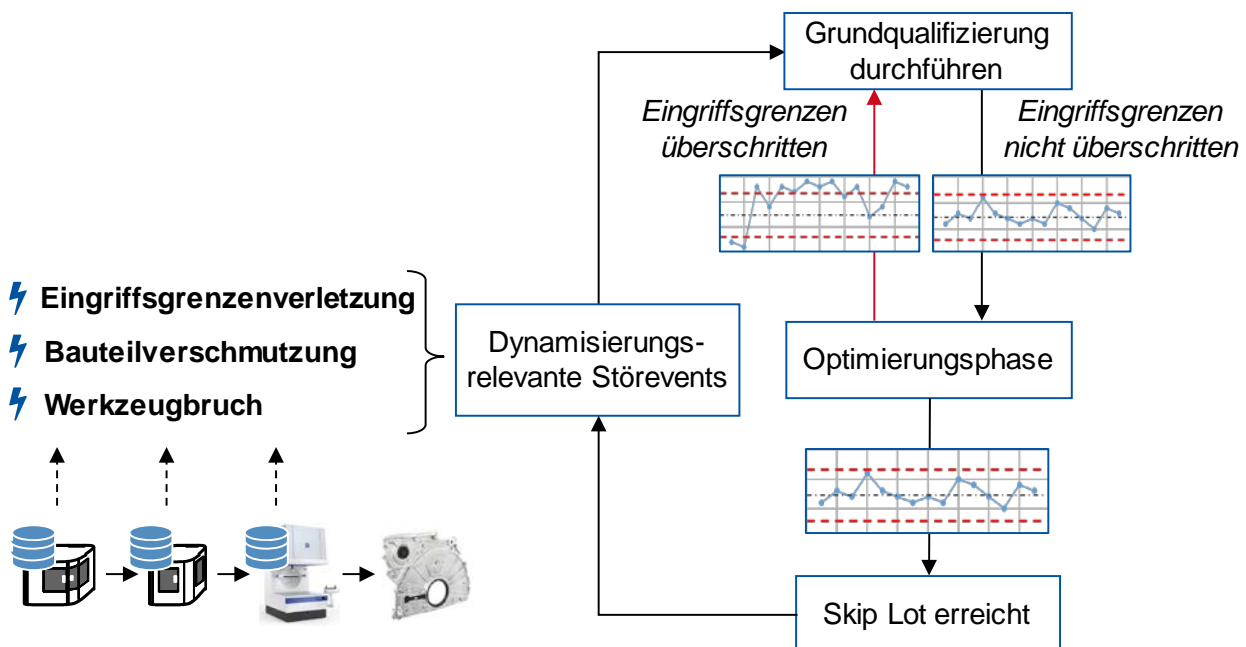 Grundqualifizierung
durchführen
Eingriffsgrenzen
überschritten
Eingriffsgrenzen
nicht überschritten
Eingriffsgrenzenverletzung
Bauteilverschmutzung
Werkzeugbruch
Dynamisierungs-
relevante Störevents
Optimierungsphase
Skip Lot erreicht